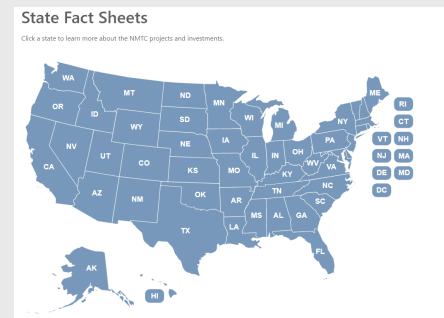 State Fact Sheets
Click a state to learn more about the NMTC projects and investments.
WA
MT
ND
MN
ME
OR
ID
SD
WI
MI
NY
RI
WY
CT
NV
NE
IA
PA
VT NH
UT
CO
IL
IN
OH
NJ MA
CA
KS
MO
WV
VA
DE MD
KY
AZ
NM
OK
AR
TN
NC
DC
SC
TX
LA
MS
AL
GA
FL
AK
HI